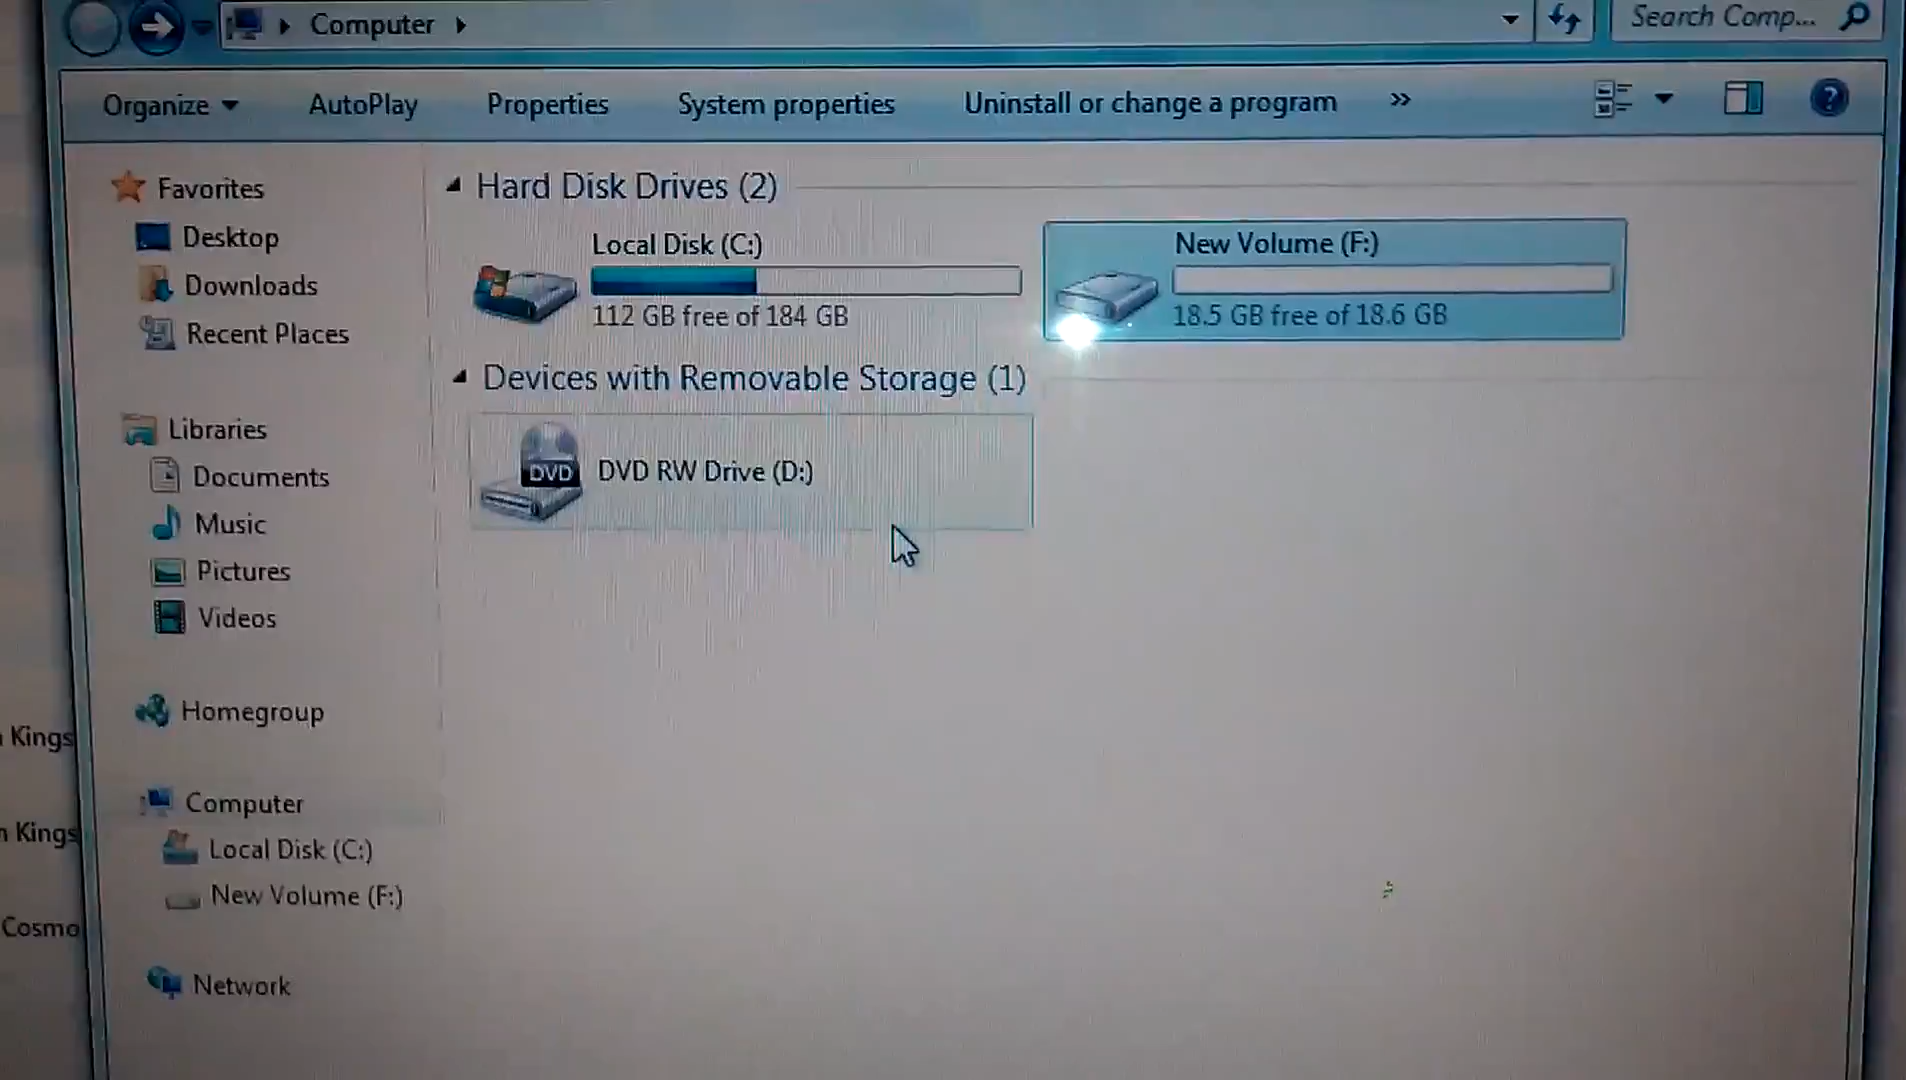 Computer
Search Comp...
Organize
AutoPlay
Properties
System properties
Uninstall or change a program
»
?
Favorites
Desktop
Downloads
Recent Places
Libraries
Documents
Music
Pictures
Videos
Homegroup
Computer
Local Disk (C:)
New Volume (F:)
Network
Hard Disk Drives (2)
Local Disk (C:)
112 GB free of 184 GB
New Volume (F:)
18.5 GB free of 18.6 GB
Devices with Removable Storage (1)
DVD
DVD RW Drive (D:)
Kings
n Kings
Cosmo